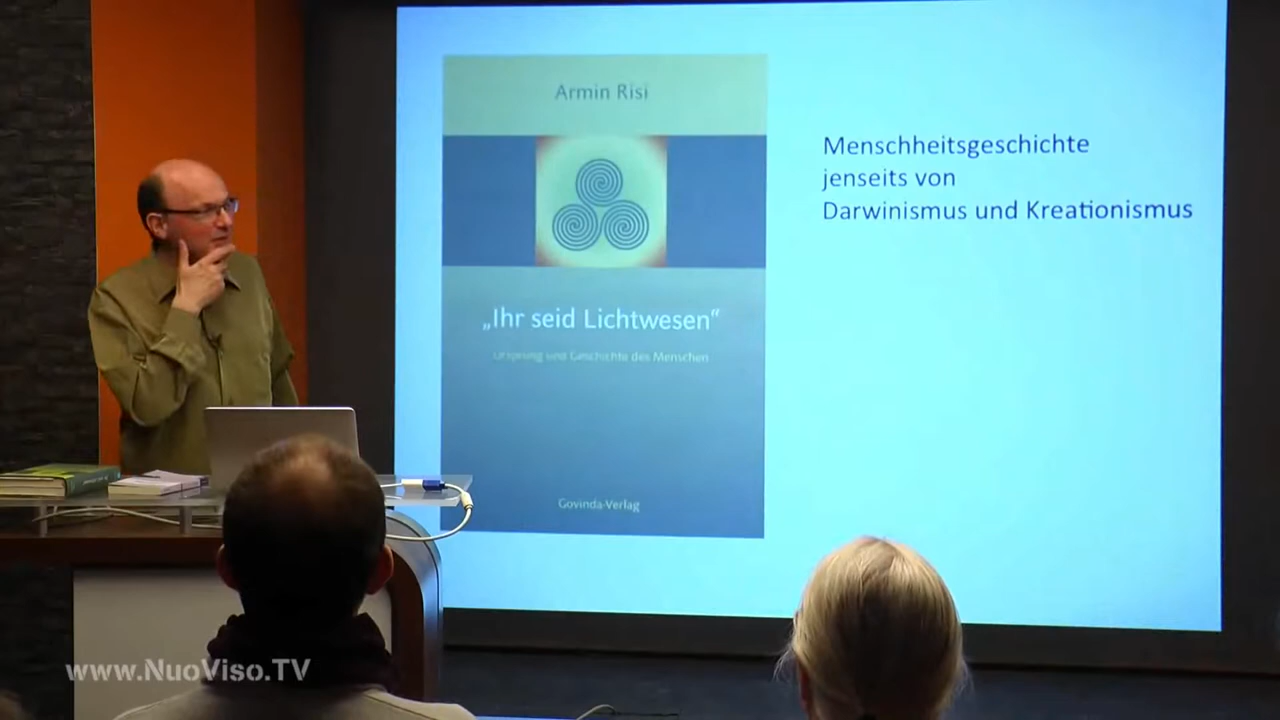 Armin Risi
Menschheitsgeschichte
jenseits von
Darwinismus und Kreationismus
„Ihr seid Lichtwesen“
Ursprung und Geschichte des Menschen
Govinda-Verlag
www.NuoViso.TV